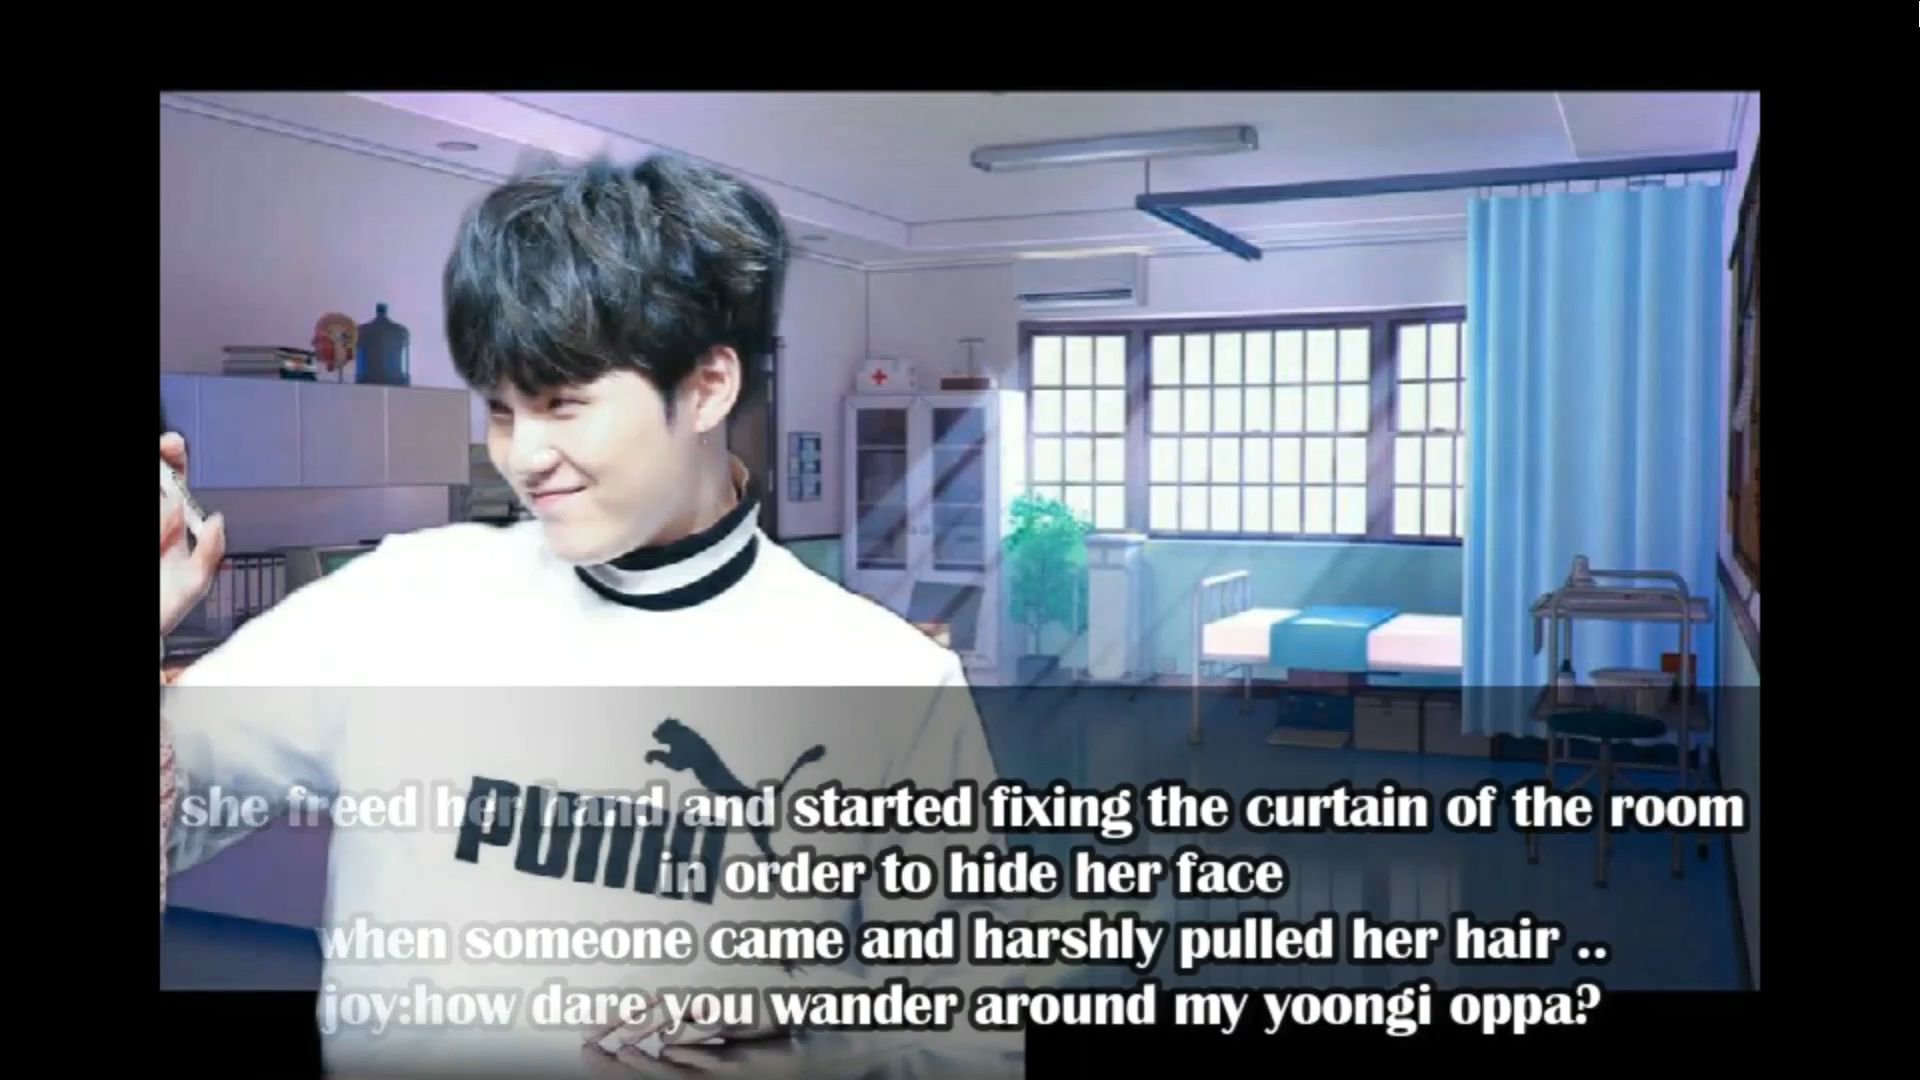 she freed her hand and started fixing the curtain of the room
in order to hide her face
when someone came and harshly pulled her hair ..
joy:how dare you wander around my yoongi oppa?
PUMA